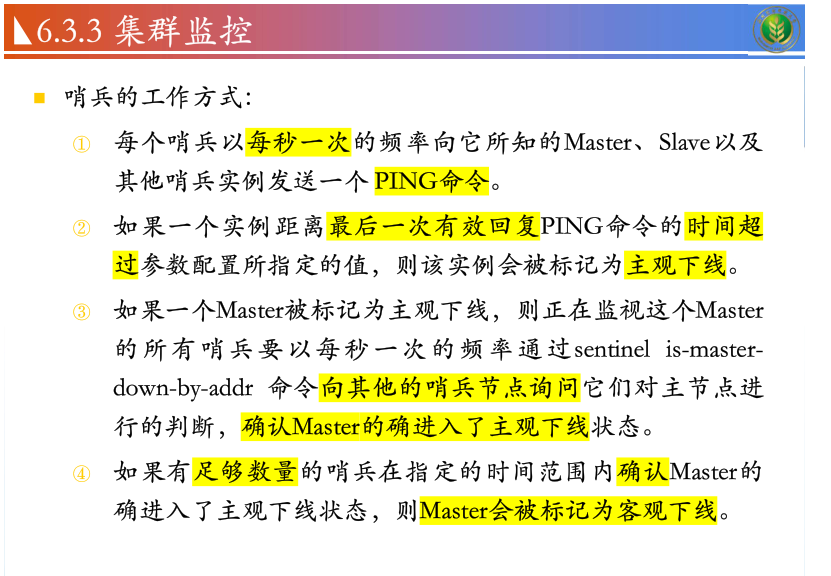 6.3.3 集群监控
哨兵的工作方式：
① 每个哨兵以每秒一次的频率向它所知的Master、Slave以及
其他哨兵实例发送一个 PING命令。
② 如果一个实例距离最后一次有效回复PING命令的时间超
过参数配置所指定的值，则该实例会被标记为主观下线。
③ 如果一个Master被标记为主观下线，则正在监视这个Master
的所有哨兵要以每秒一次的频率通过sentinel is-master-
down-by-addr 命令向其他的哨兵节点询问它们对主节点进
行的判断，确认Master的确进入了主观下线状态。
④ 如果有足够数量的哨兵在指定的时间范围内确认Master的
确进入了主观下线状态，则Master会被标记为客观下线。